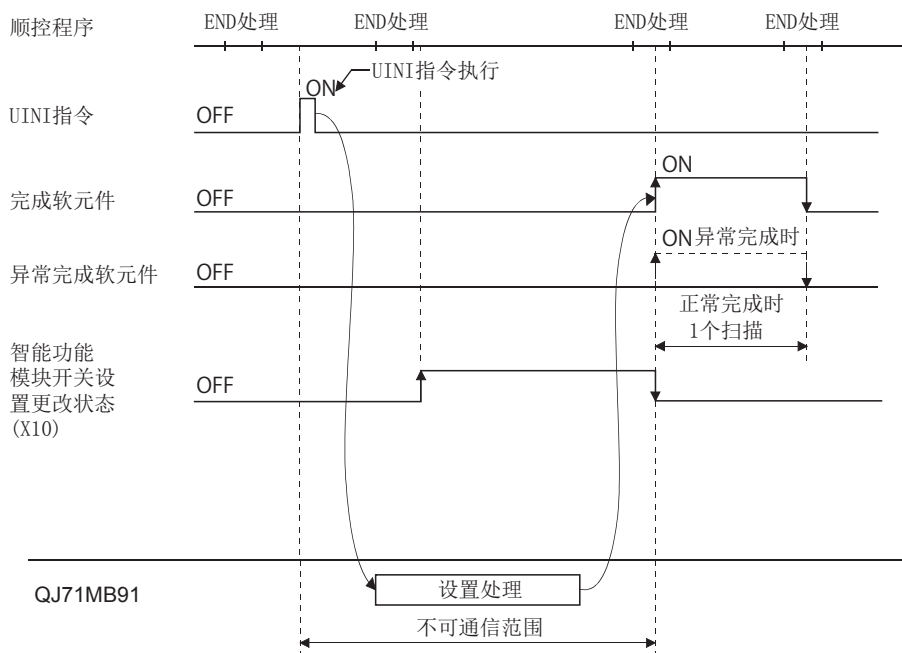 顺控程序
END处理
END处理
END处理
END处理
UINI指令执行
ON
UINI指令
OFF
ON
完成软元件
OFF
ON异常完成时
异常完成软元件
OFF
正常完成时
1个扫描
智能功能
模块开关设
置更改状态
(X10)
OFF
QJ71MB91
设置处理
不可通信范围